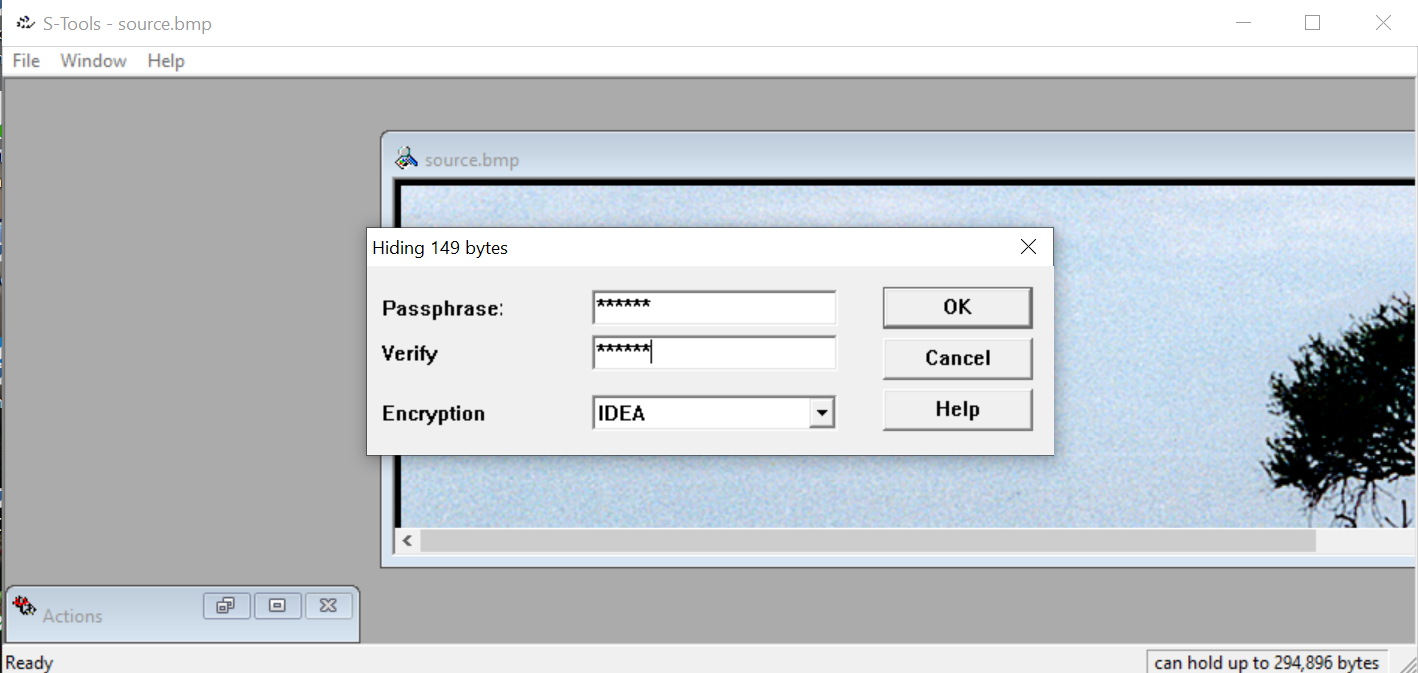 S-Tools - source.bmp
File Window Help
source.bmp
Hiding 149 bytes
Passphrase: ******
OK
Verify ******
Cancel
Encryption IDEA
Help
Actions
Ready
can hold up to 294,896 bytes